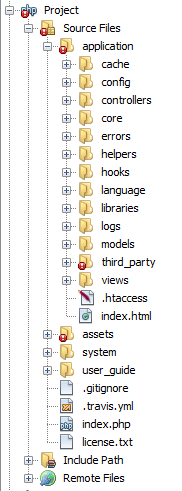 Project
Source Files
application
cache
config
controllers
core
errors
helpers
hooks
language
libraries
logs
models
third_party
views
.htaccess
index.html
assets
system
user_guide
.gitignore
.travis.yml
index.php
license.txt
Include Path
Remote Files